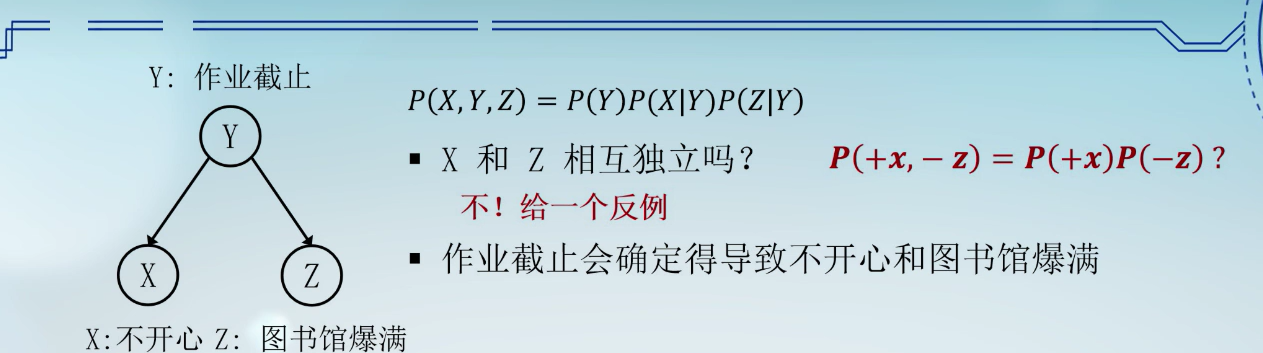 Y: 作业截止
P(X,Y,Z) = P(Y)P(X|Y)P(Z|Y)
Y
▪ X 和 Z 相互独立吗? P(+x,− z) = P(+x)P(−z) ?
不! 给一个反例
▪ 作业截止会确定得导致不开心和图书馆爆满
X Z
X:不开心 Z: 图书馆爆满